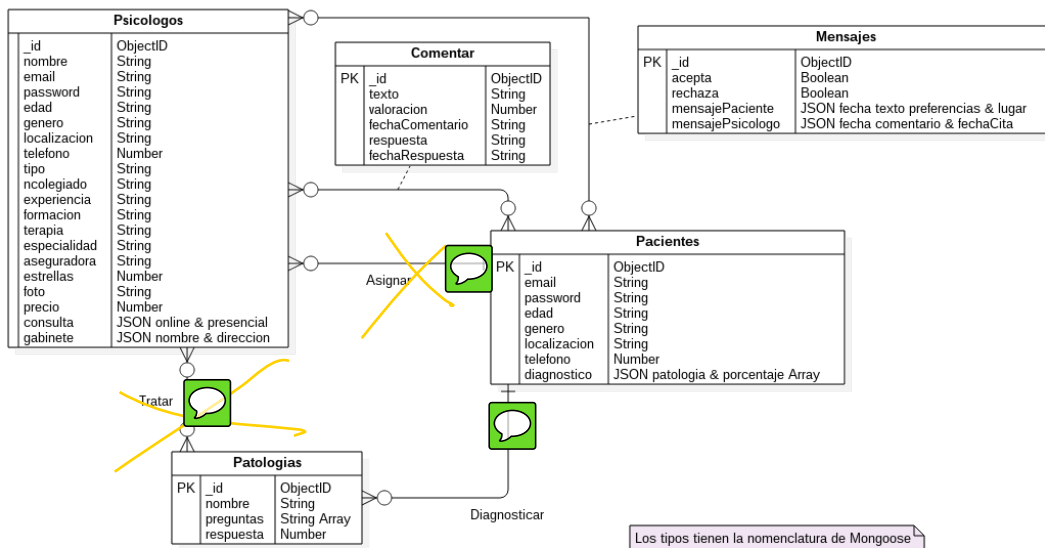 Psicologos
_id ObjectID
nombre String
email String
password String
edad String
genero String
localizacion String
telefono Number
tipo String
ncolegiado String
experiencia String
formacion String
terapia String
especialidad String
aseguradora String
estrellas Number
foto String
precio Number
consulta JSON online & presencial
gabinete JSON nombre & direccion
Comentar
PK _id ObjectID
texto String
valoracion Number
fechaComentario String
respuesta String
fechaRespuesta String
Mensajes
PK _id ObjectID
acepta Boolean
rechaza Boolean
mensajePaciente JSON fecha texto preferencias & lugar
mensajePsicologo JSON fecha comentario & fechaCita
Asignar
Pacientes
PK _id ObjectID
email String
password String
edad String
genero String
localizacion String
telefono Number
diagnostico JSON patologia & porcentaje Array
Tratar
Patologias
PK _id ObjectID
nombre String
preguntas String Array
respuesta Number
Diagnosticar
Los tipos tienen la nomenclatura de Mongoose